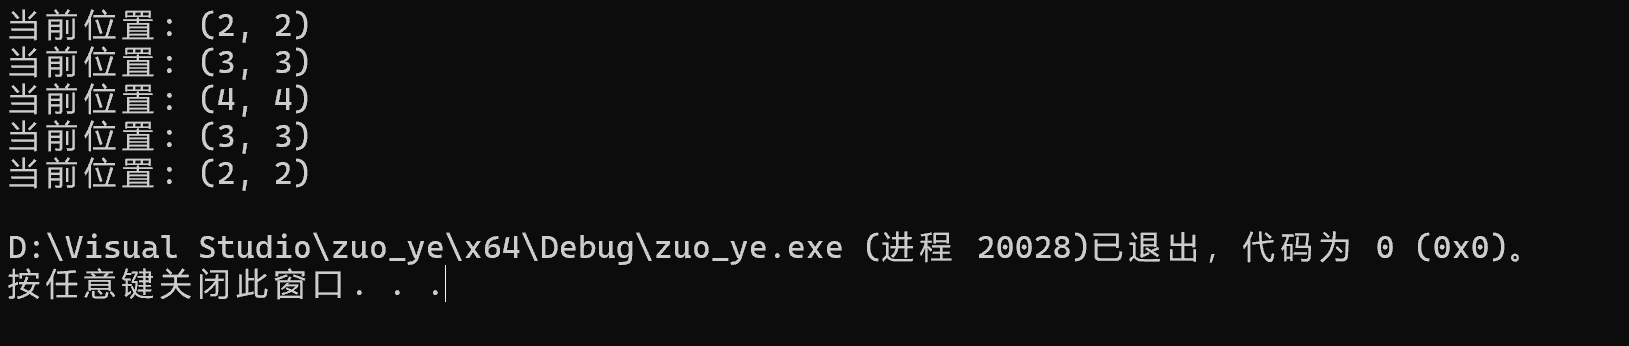 当前位置: (2, 2)
当前位置: (3, 3)
当前位置: (4, 4)
当前位置: (3, 3)
当前位置: (2, 2)
D:\Visual Studio\zuo_ye\x64\Debug\zuo_ye.exe (进程 20028)已退出，代码为 0 (0x0)。
按任意键关闭此窗口. . .